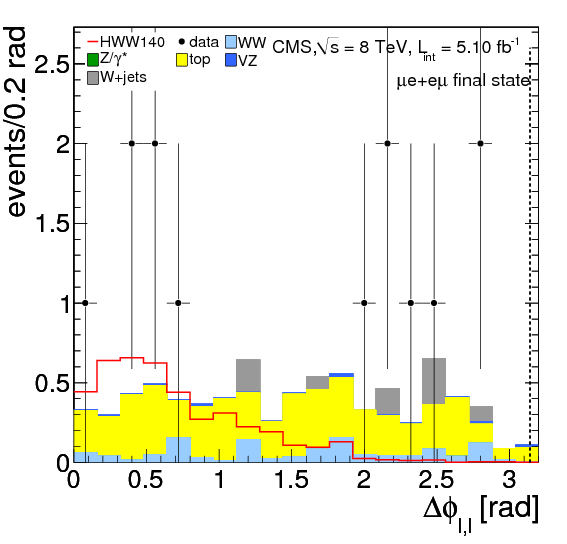 HWW140
data
WW
Z/γ*
top
VZ
W+jets
CMS,√s = 8 TeV, L_int = 5.10 fb⁻¹
μe+eμ final state
events/0.2 rad
2.5
2
1.5
1
0.5
0
0 0.5 1 1.5 2 2.5 3
Δϕ_l,l [rad]